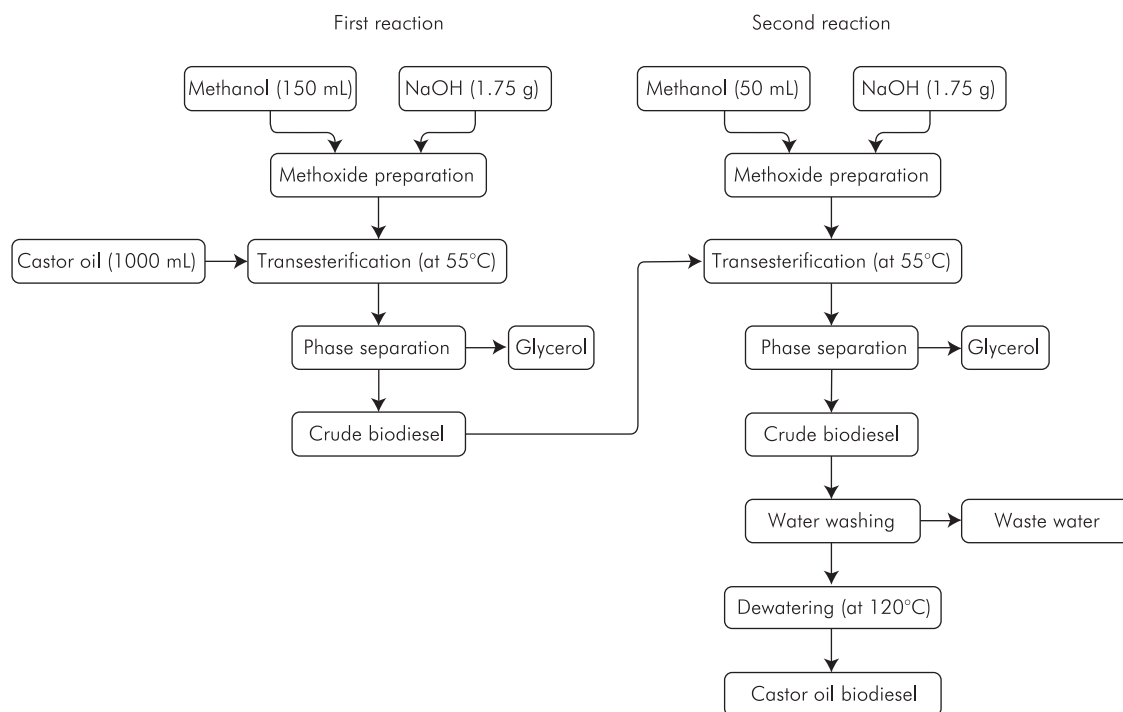 First reaction
Second reaction
Methanol (150 mL)
NaOH (1.75 g)
Methanol (50 mL)
NaOH (1.75 g)
Methoxide preparation
Methoxide preparation
Castor oil (1000 mL)
Transesterification (at 55°C)
Transesterification (at 55°C)
Phase separation
Glycerol
Phase separation
Glycerol
Crude biodiesel
Crude biodiesel
Water washing
Waste water
Dewatering (at 120°C)
Castor oil biodiesel